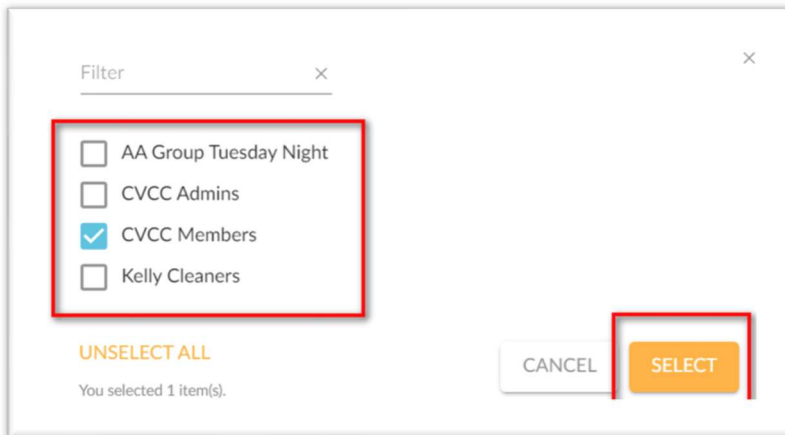 Filter
AA Group Tuesday Night
CVCC Admins
CVCC Members
Kelly Cleaners
UNSELECT ALL
CANCEL
SELECT
You selected 1 item(s).